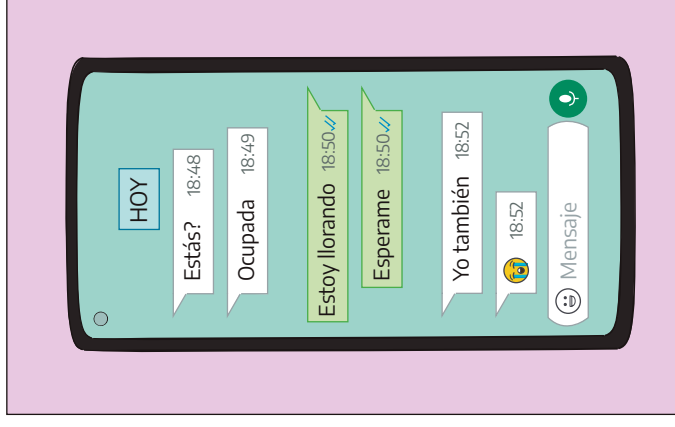 HOY
Estás? 18:48
Ocupada 18:49
Estoy llorando 18:50
Esperame 18:50
Yo también 18:52
18:52
Mensaje